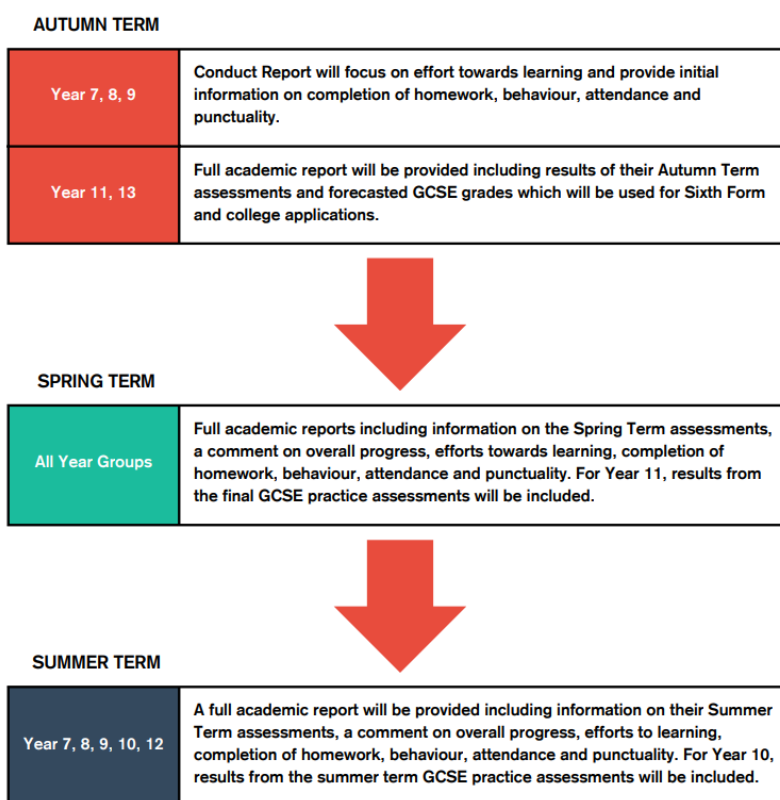 AUTUMN TERM
Year 7, 8, 9
Conduct Report will focus on effort towards learning and provide initial
information on completion of homework, behaviour, attendance and
punctuality.
Year 11, 13
Full academic report will be provided including results of their Autumn Term
assessments and forecasted GCSE grades which will be used for Sixth Form
and college applications.
SPRING TERM
All Year Groups
Full academic reports including information on the Spring Term assessments,
a comment on overall progress, efforts towards learning, completion of
homework, behaviour, attendance and punctuality. For Year 11, results from
the final GCSE practice assessments will be included.
SUMMER TERM
Year 7, 8, 9, 10, 12
A full academic report will be provided including information on their Summer
Term assessments, a comment on overall progress, efforts to learning,
completion of homework, behaviour, attendance and punctuality. For Year 10,
results from the summer term GCSE practice assessments will be included.